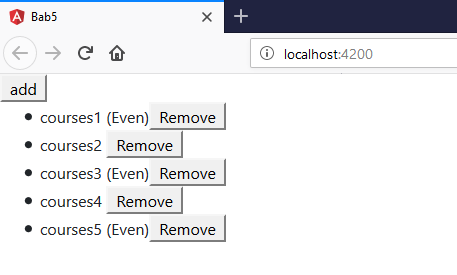 Bab5
localhost:4200
add
courses1 (Even) Remove
courses2 Remove
courses3 (Even) Remove
courses4 Remove
courses5 (Even) Remove